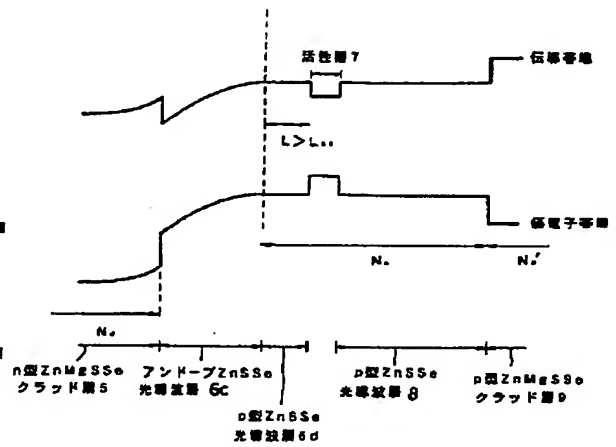 活性層7
伝導帯端
L>L
価電子帯端
N
N'
N
n型ZnMgSSe
クラッド層5
アンドープZnSSe
光導波層 6c
p型ZnSSe
光導波層6d
p型ZnSSe
光導波層 8
p型ZnMgSSe
クラッド層9